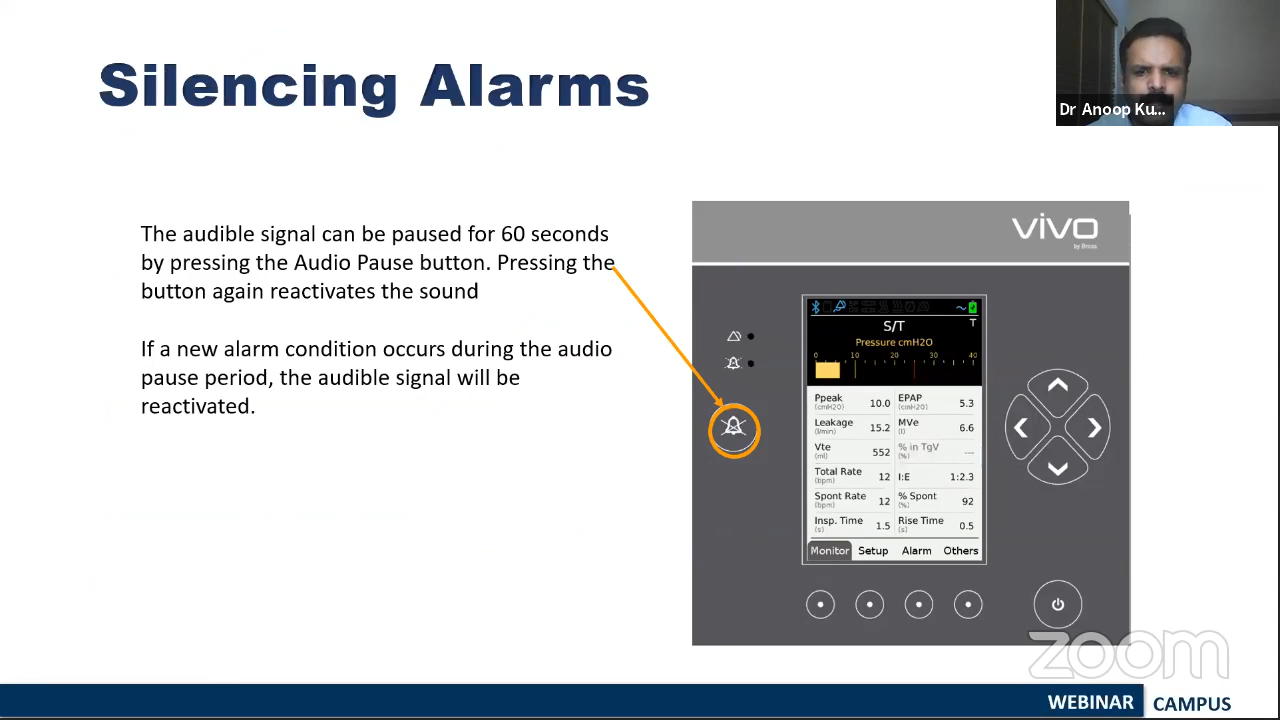 Silencing Alarms
Dr Anoop Ku...
The audible signal can be paused for 60 seconds
by pressing the Audio Pause button. Pressing the
button again reactivates the sound
If a new alarm condition occurs during the audio
pause period, the audible signal will be
reactivated.
vivo
by Breas
S/T
T
Pressure cmH2O
0 10 20 30 40
Ppeak (cmH2O) 10.0 EPAP (cmH2O) 5.3
Leakage (l/min) 15.2 MVe (l) 6.6
Vte (ml) 552 % in TgV (%) ---
Total Rate (bpm) 12 I:E 1:2.3
Spont Rate (bpm) 12 % Spont (%) 92
Insp. Time (s) 1.5 Rise Time (s) 0.5
Monitor Setup Alarm Others
zoom
WEBINAR CAMPUS